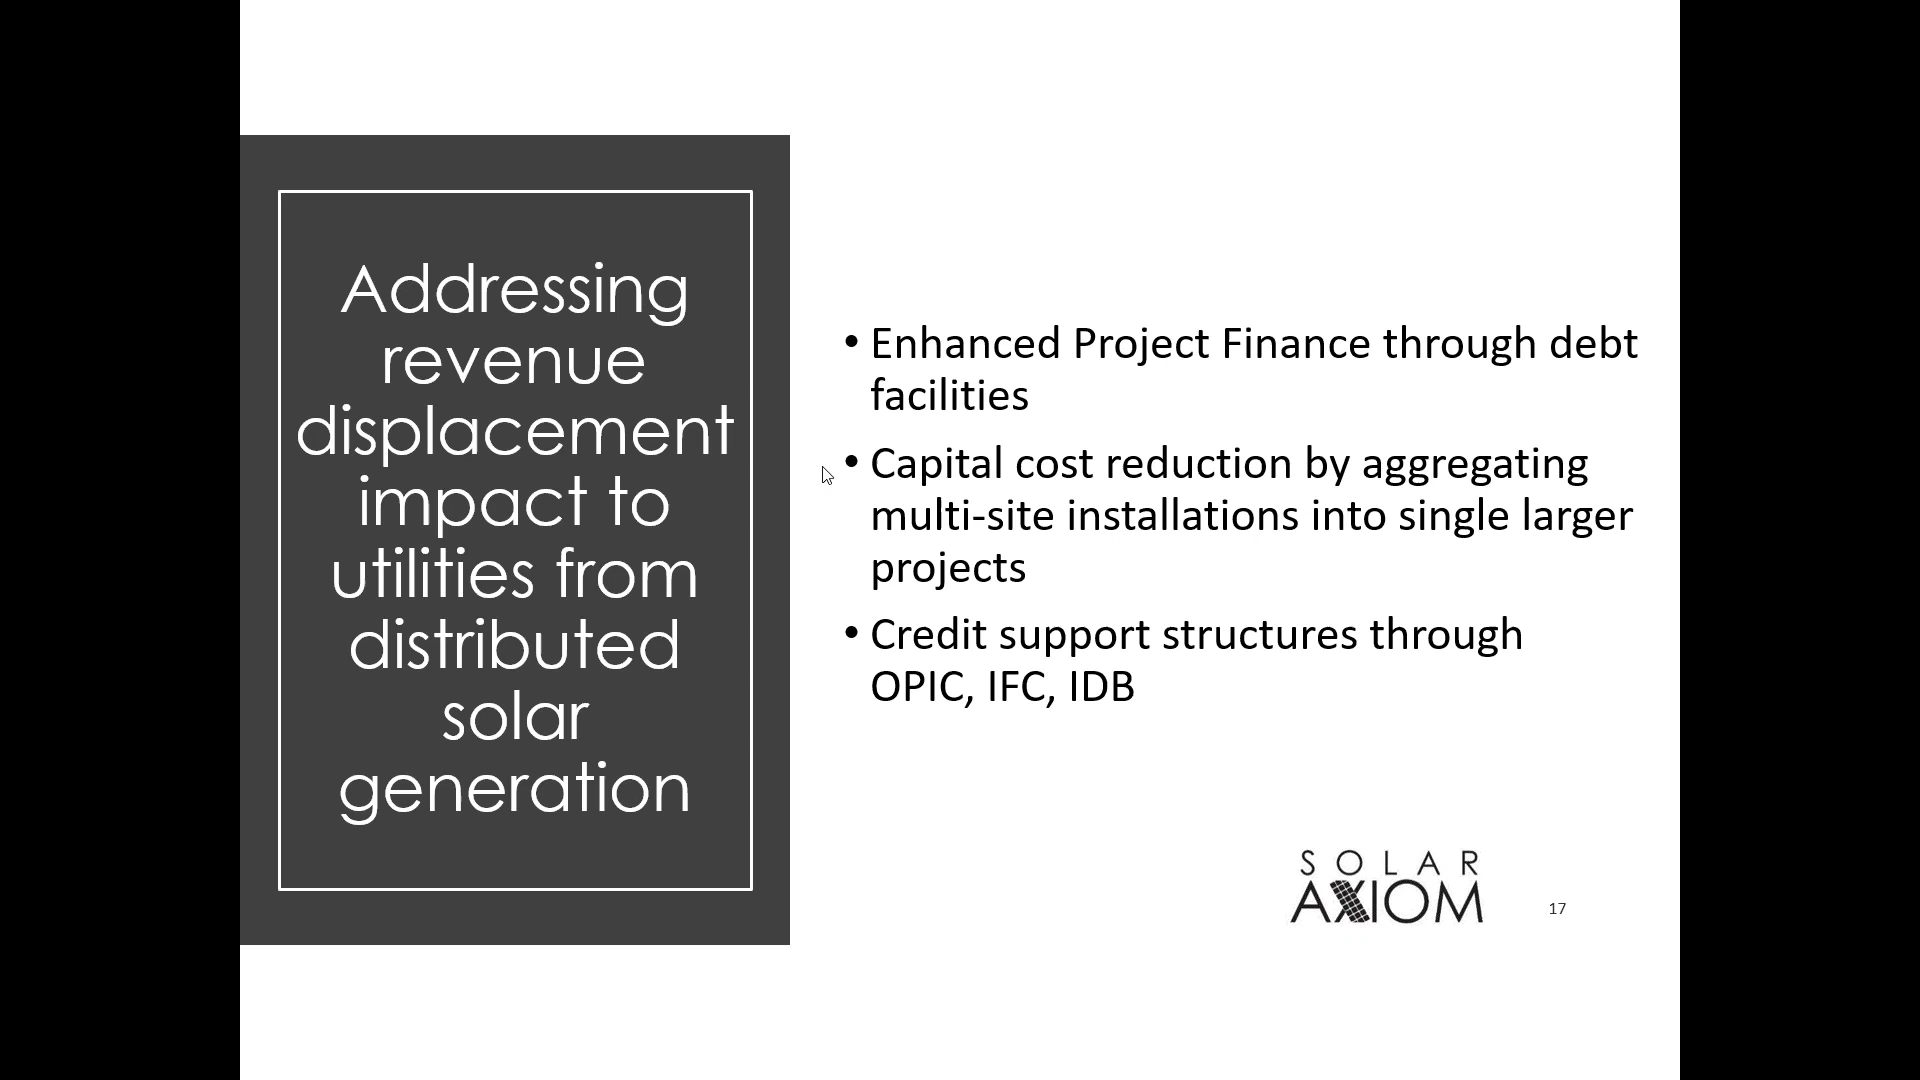 Addressing
revenue
displacement
impact to
utilities from
distributed
solar
generation
• Enhanced Project Finance through debt
facilities
• Capital cost reduction by aggregating
multi-site installations into single larger
projects
• Credit support structures through
OPIC, IFC, IDB
SOLAR
AXIOM
17